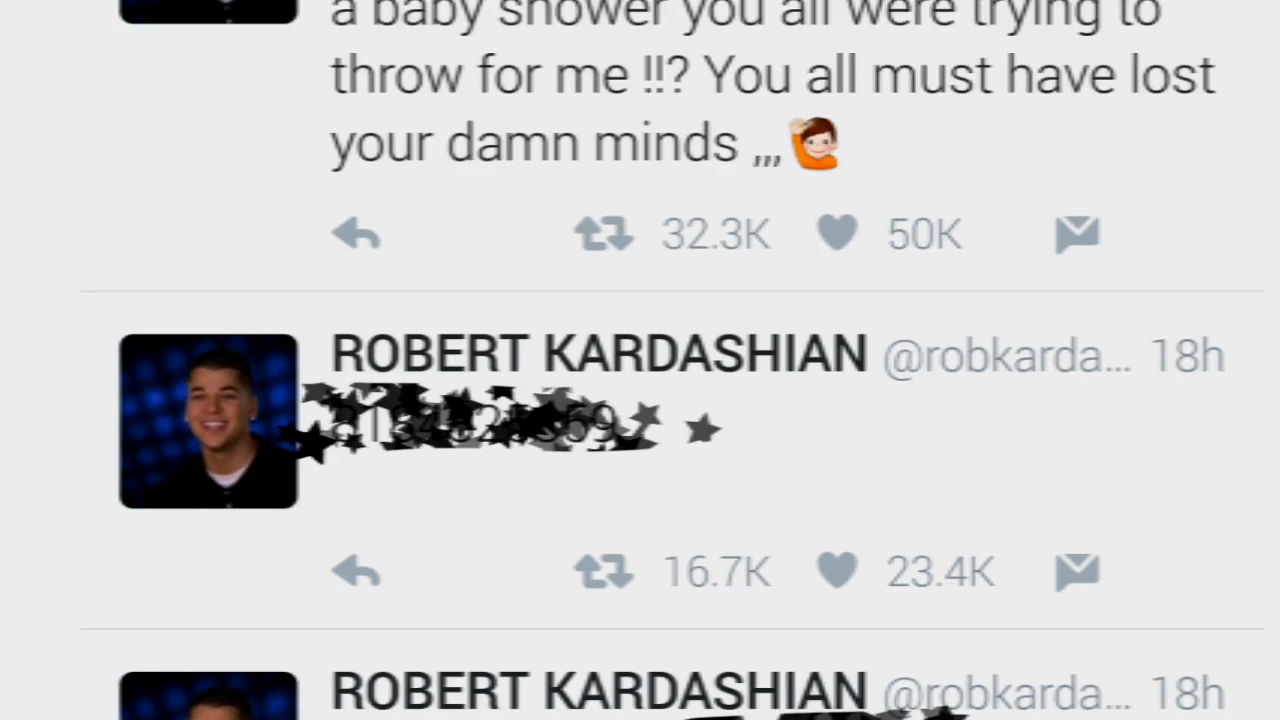 a baby shower you all were trying to
throw for me !!? You all must have lost
your damn minds ,,,
32.3K 50K
ROBERT KARDASHIAN @robkarda... 18h
16.7K 23.4K
ROBERT KARDASHIAN @robkarda... 18h